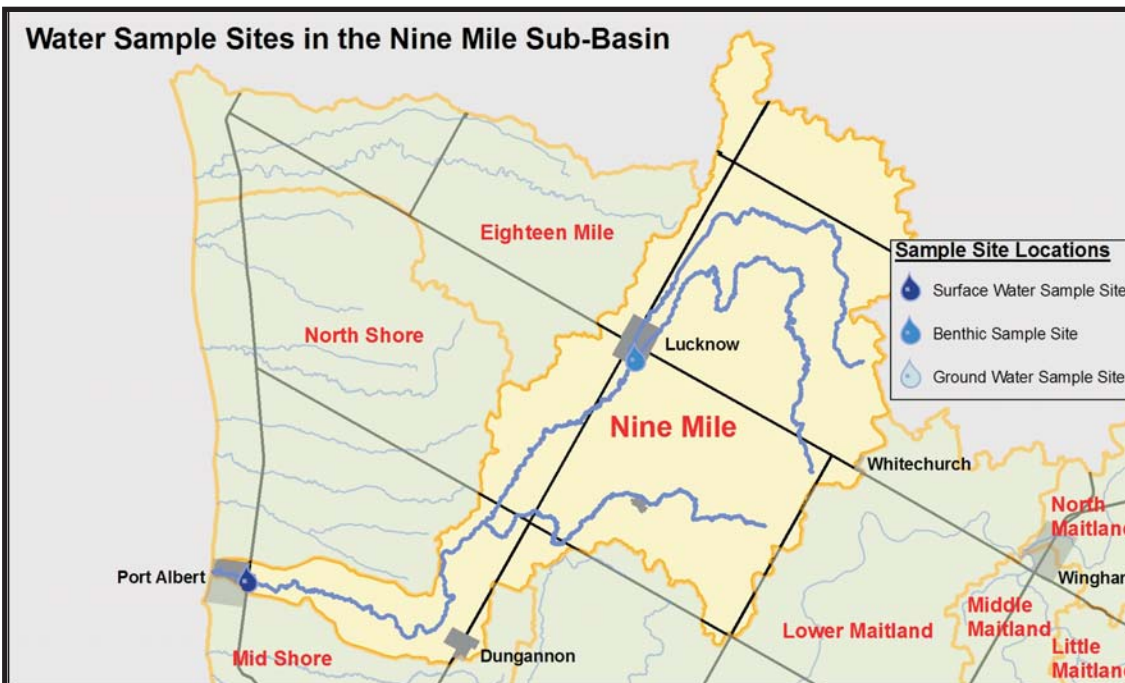 Water Sample Sites in the Nine Mile Sub-Basin
Eighteen Mile
Sample Site Locations
Surface Water Sample Site
Benthic Sample Site
Ground Water Sample Site
North Shore
Lucknow
Nine Mile
Whitechurch
North
Maitland
Port Albert
Wingham
Middle
Maitland
Lower Maitland
Dungannon
Mid Shore
Little
Maitland